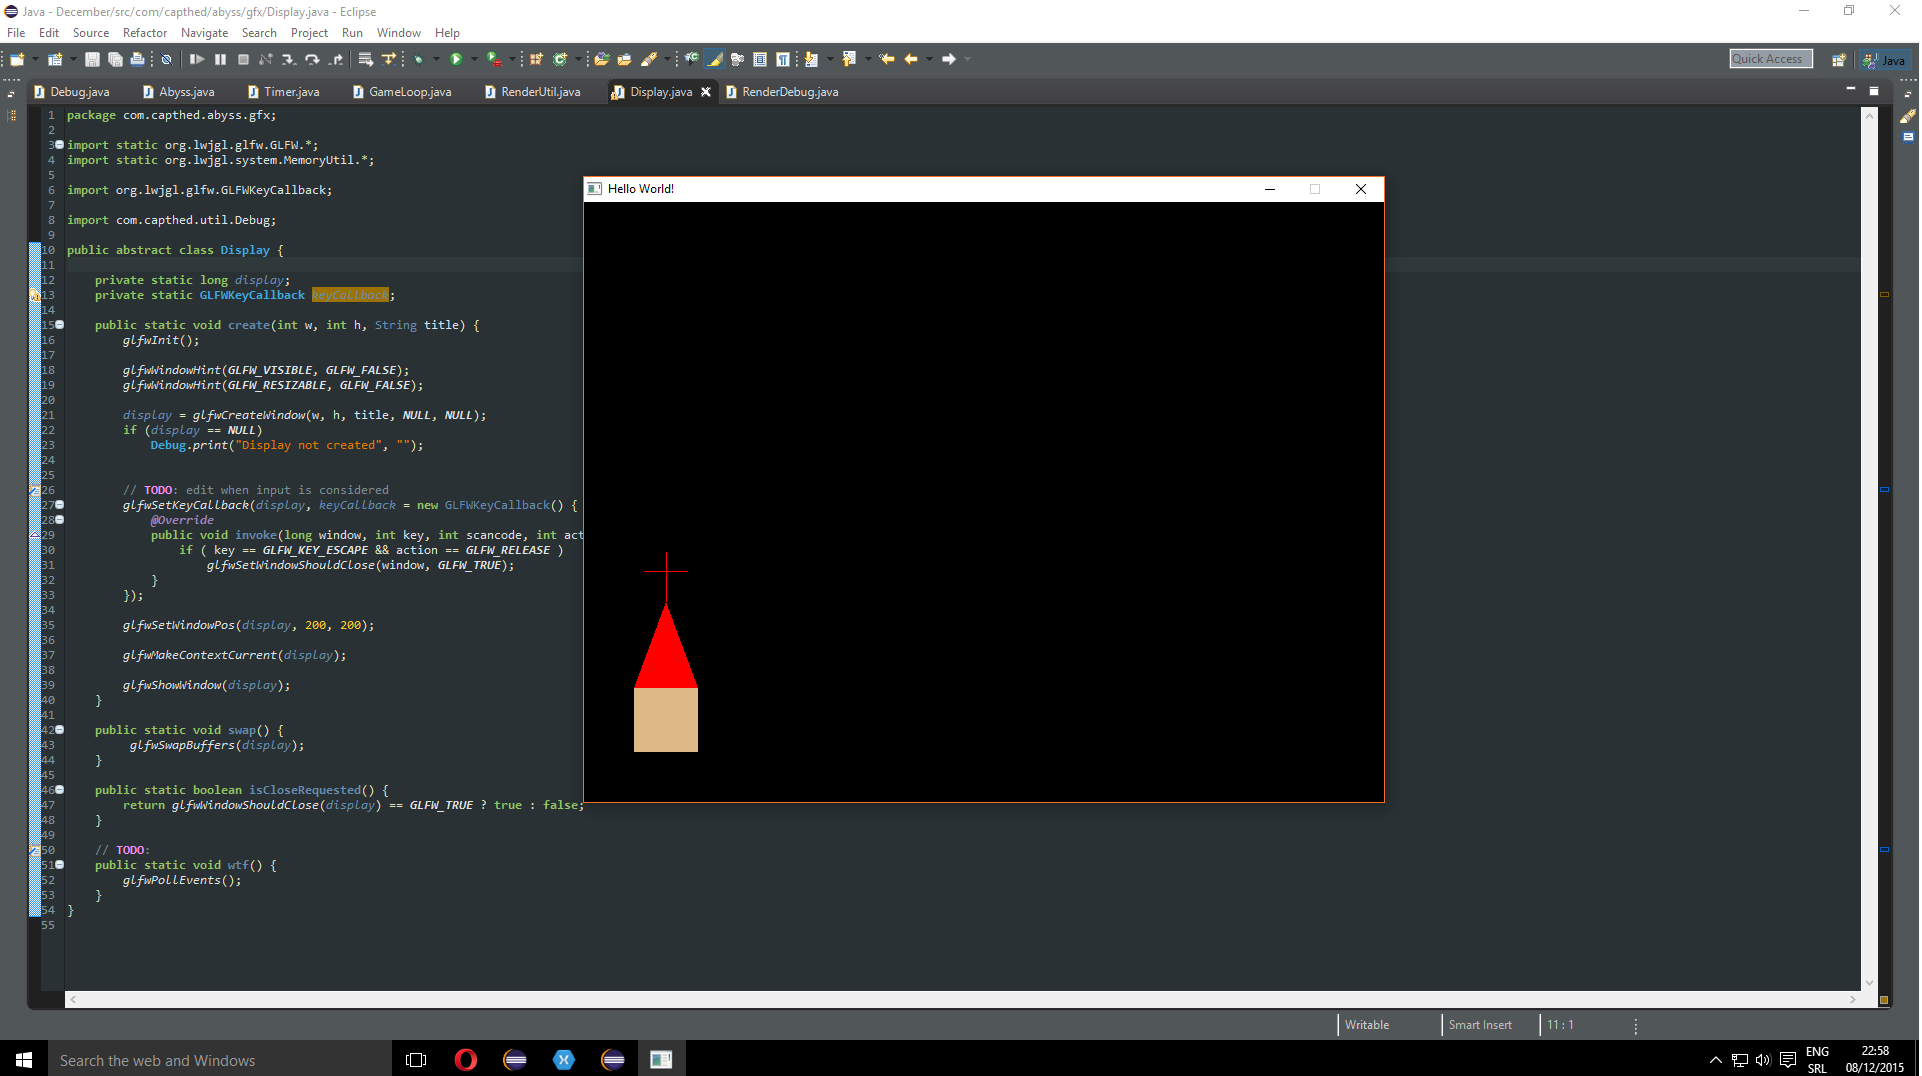 Java - December/src/com/capthed/abyss/gfx/Display.java - Eclipse
File Edit Source Refactor Navigate Search Project Run Window Help
Quick Access Java
Debug.java Abyss.java Timer.java GameLoop.java RenderUtil.java Display.java RenderDebug.java
1 package com.capthed.abyss.gfx;
2
3 import static org.lwjgl.glfw.GLFW.*;
4 import static org.lwjgl.system.MemoryUtil.*;
5
6 import org.lwjgl.glfw.GLFWKeyCallback;
7
8 import com.capthed.util.Debug;
9
10 public abstract class Display {
11
12 private static long display;
13 private static GLFWKeyCallback keyCallback;
14
15 public static void create(int w, int h, String title) {
16 glfwInit();
17
18 glfwWindowHint(GLFW_VISIBLE, GLFW_FALSE);
19 glfwWindowHint(GLFW_RESIZABLE, GLFW_FALSE);
20
21 display = glfwCreateWindow(w, h, title, NULL, NULL);
22 if (display == NULL)
23 Debug.print("Display not created", "");
24
25
26 // TODO: edit when input is considered
27 glfwSetKeyCallback(display, keyCallback = new GLFWKeyCallback() {
28 @Override
29 public void invoke(long window, int key, int scancode, int act
30 if ( key == GLFW_KEY_ESCAPE && action == GLFW_RELEASE )
31 glfwSetWindowShouldClose(window, GLFW_TRUE);
32 }
33 });
34
35 glfwSetWindowPos(display, 200, 200);
36
37 glfwMakeContextCurrent(display);
38
39 glfwShowWindow(display);
40 }
41
42 public static void swap() {
43 glfwSwapBuffers(display);
44 }
45
46 public static boolean isCloseRequested() {
47 return glfwWindowShouldClose(display) == GLFW_TRUE ? true : false;
48 }
49
50 // TODO:
51 public static void wtf() {
52 glfwPollEvents();
53 }
54 }
55
Hello World!
Writable Smart Insert 11 : 1
Search the web and Windows
ENG
SRL
22:58
08/12/2015